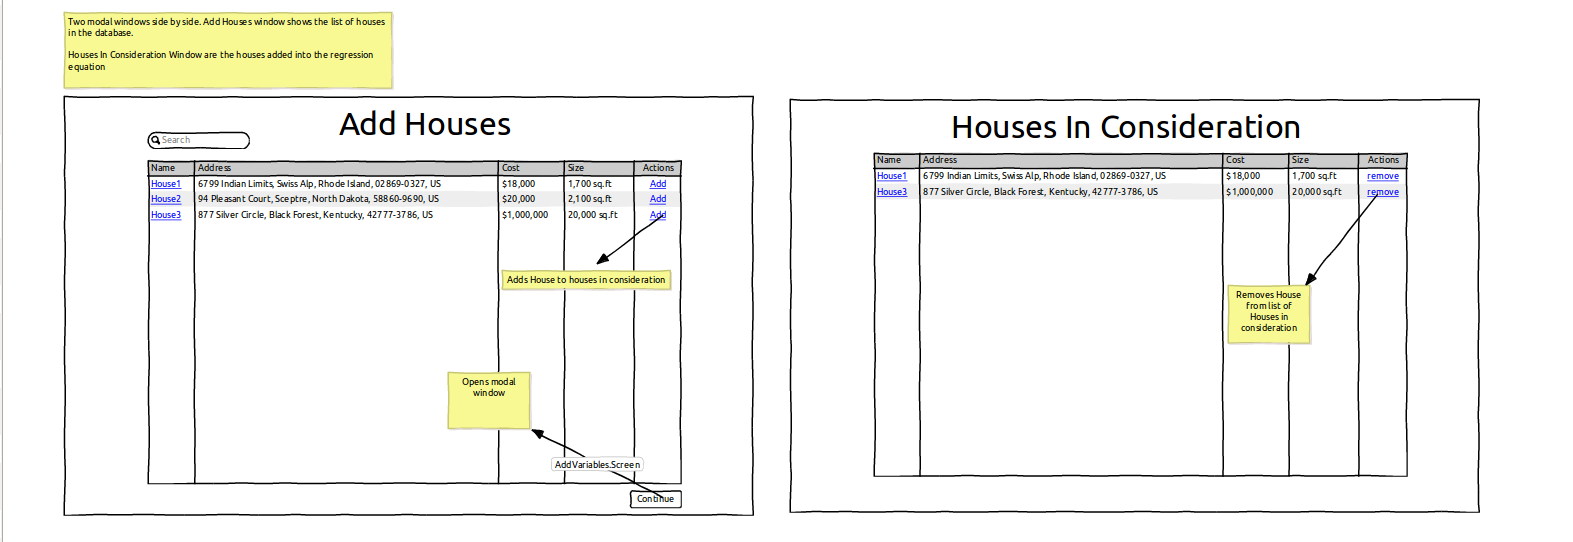 Two modal windows side by side. Add Houses window shows the list of houses
in the database.
Houses In Consideration Window are the houses added into the regression
equation
Add Houses
Search
Name Address Cost Size Actions
House1 6799 Indian Limits, Swiss Alp, Rhode Island, 02869-0327, US $18,000 1,700 sq.ft Add
House2 94 Pleasant Court, Sceptre, North Dakota, 58860-9690, US $20,000 2,100 sq.ft Add
House3 877 Silver Circle, Black Forest, Kentucky, 42777-3786, US $1,000,000 20,000 sq.ft Add
Adds House to houses in consideration
Opens modal
window
AddVariables.Screen
Continue
Houses In Consideration
Name Address Cost Size Actions
House1 6799 Indian Limits, Swiss Alp, Rhode Island, 02869-0327, US $18,000 1,700 sq.ft remove
House3 877 Silver Circle, Black Forest, Kentucky, 42777-3786, US $1,000,000 20,000 sq.ft remove
Removes House
from list of
Houses in
consideration